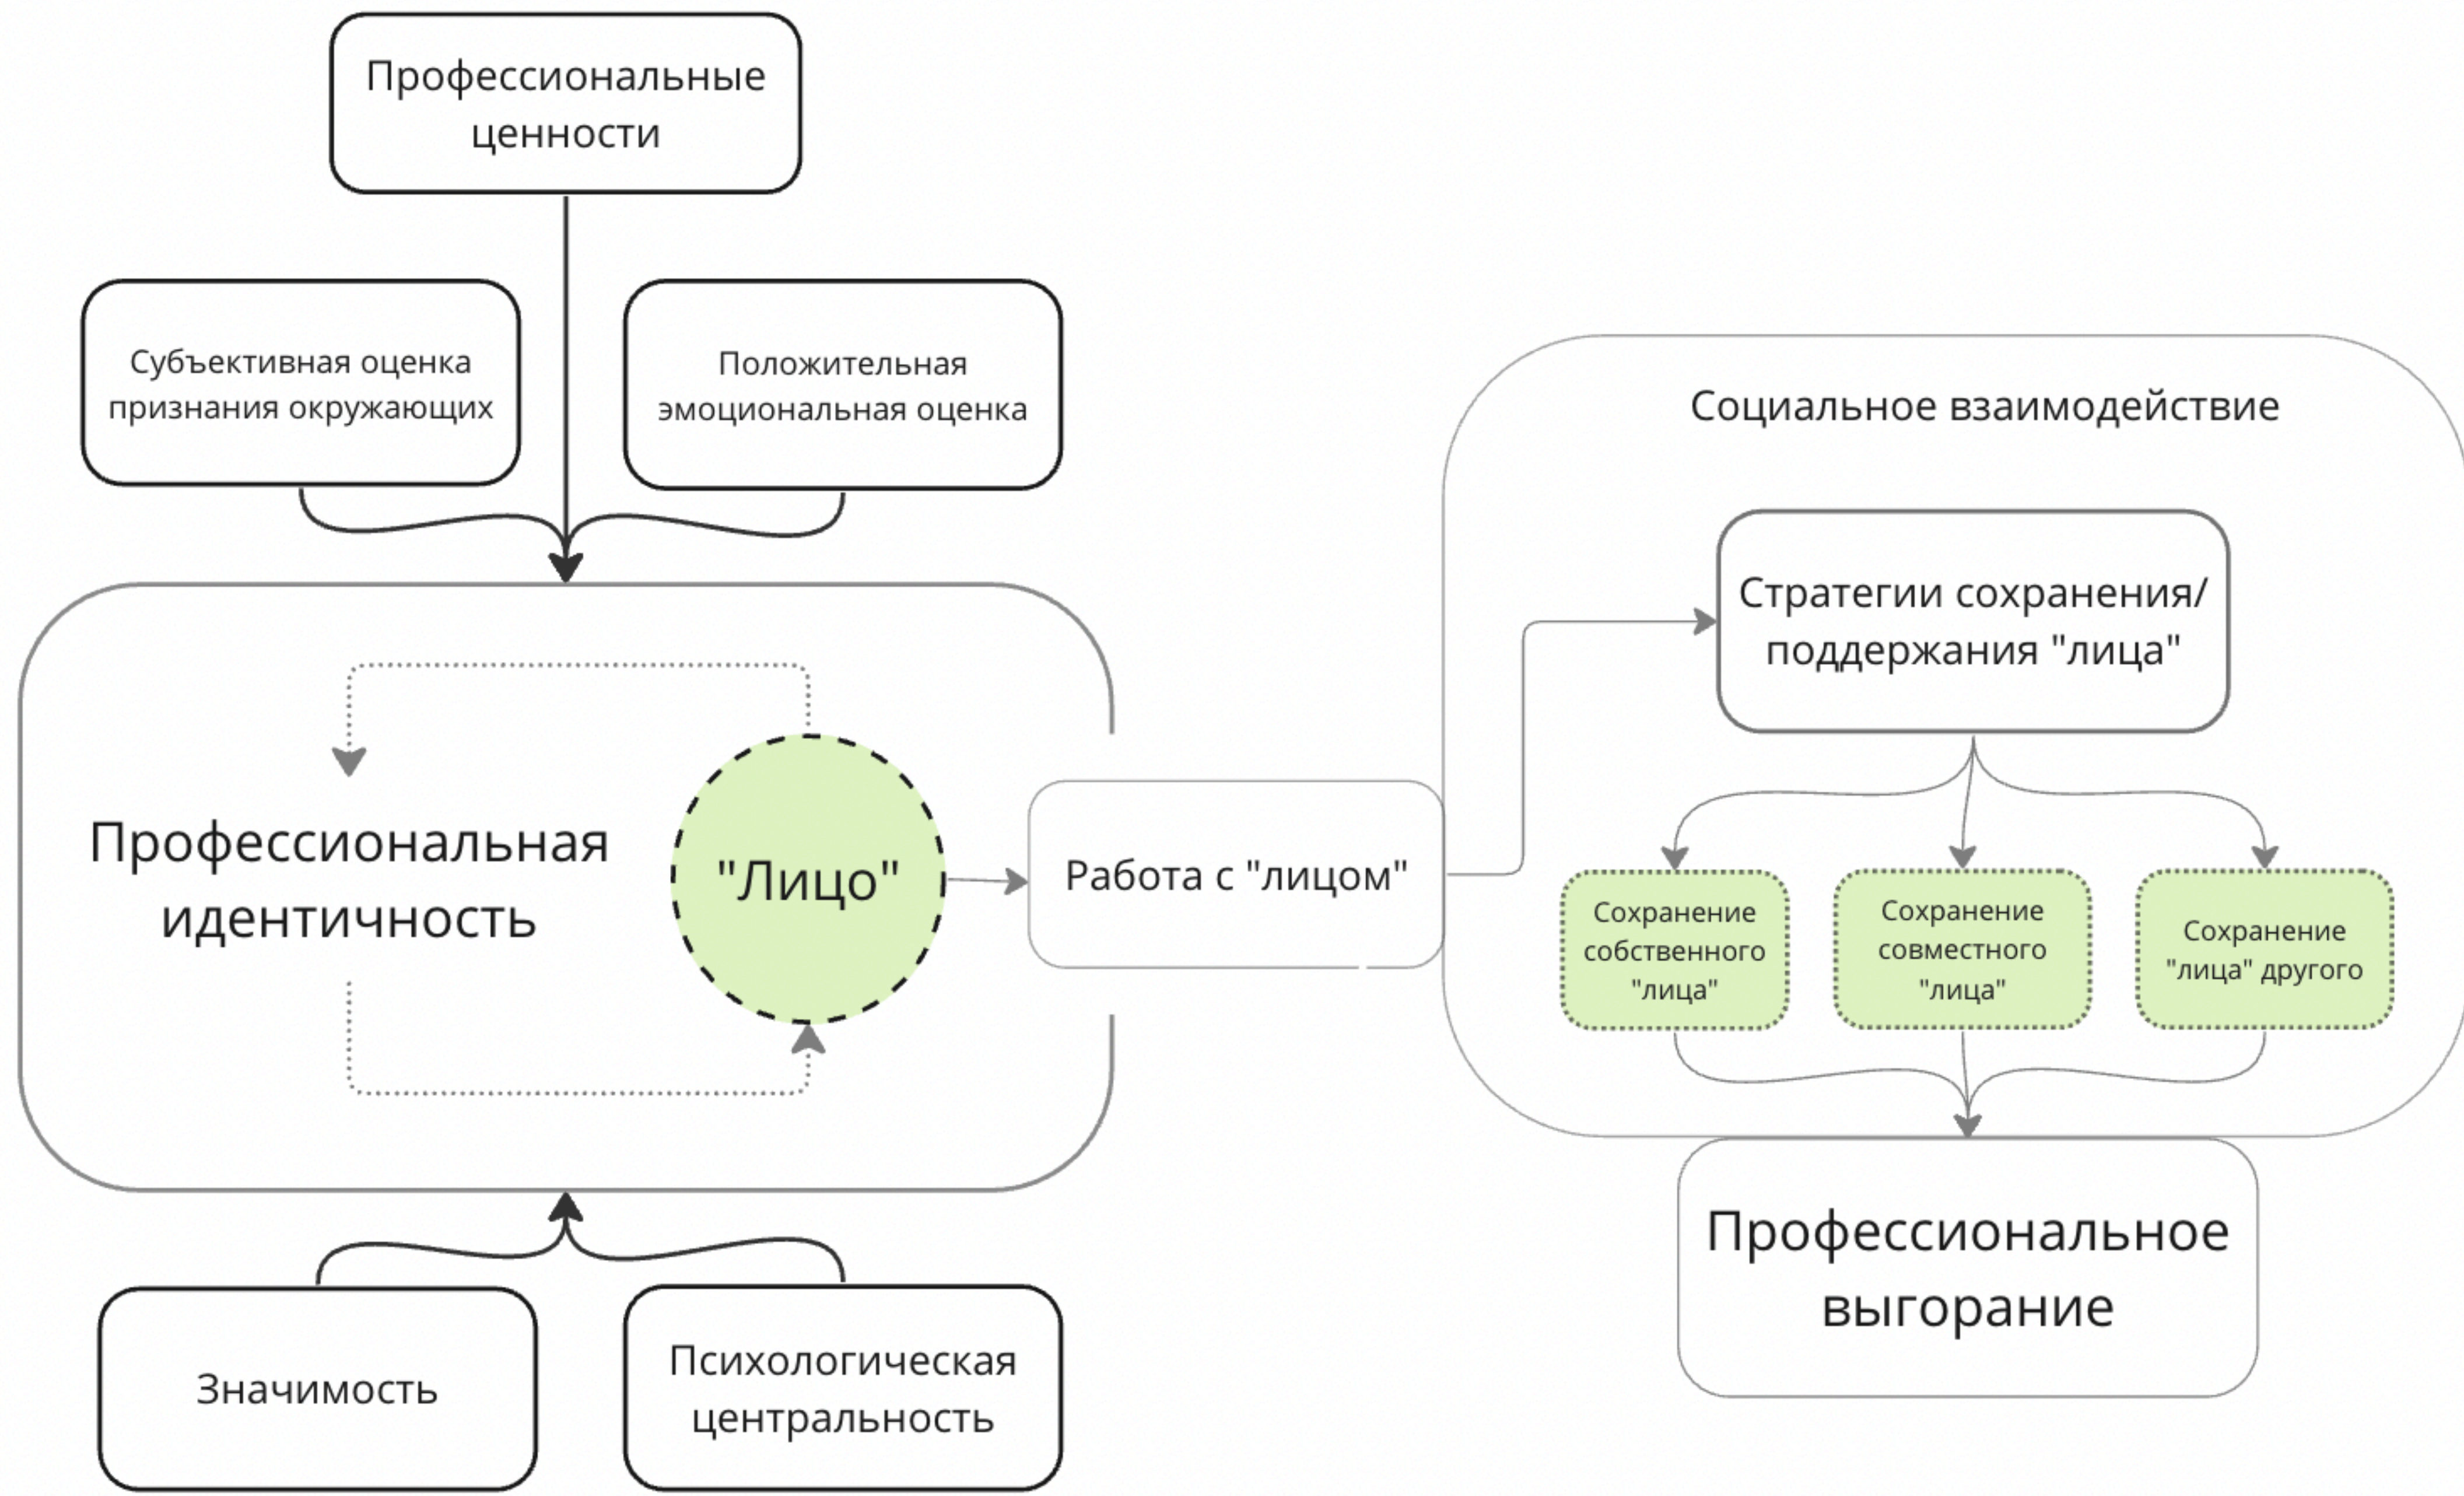 Профессиональные
ценности
Субъективная оценка
признания окружающих
Положительная
эмоциональная оценка
Профессиональная
идентичность
"Лицо"
Работа с "лицом"
Значимость
Психологическая
центральность
Социальное взаимодействие
Стратегии сохранения/
поддержания "лица"
Сохранение
собственного
"лица"
Сохранение
совместного
"лица"
Сохранение
"лица" другого
Профессиональное
выгорание